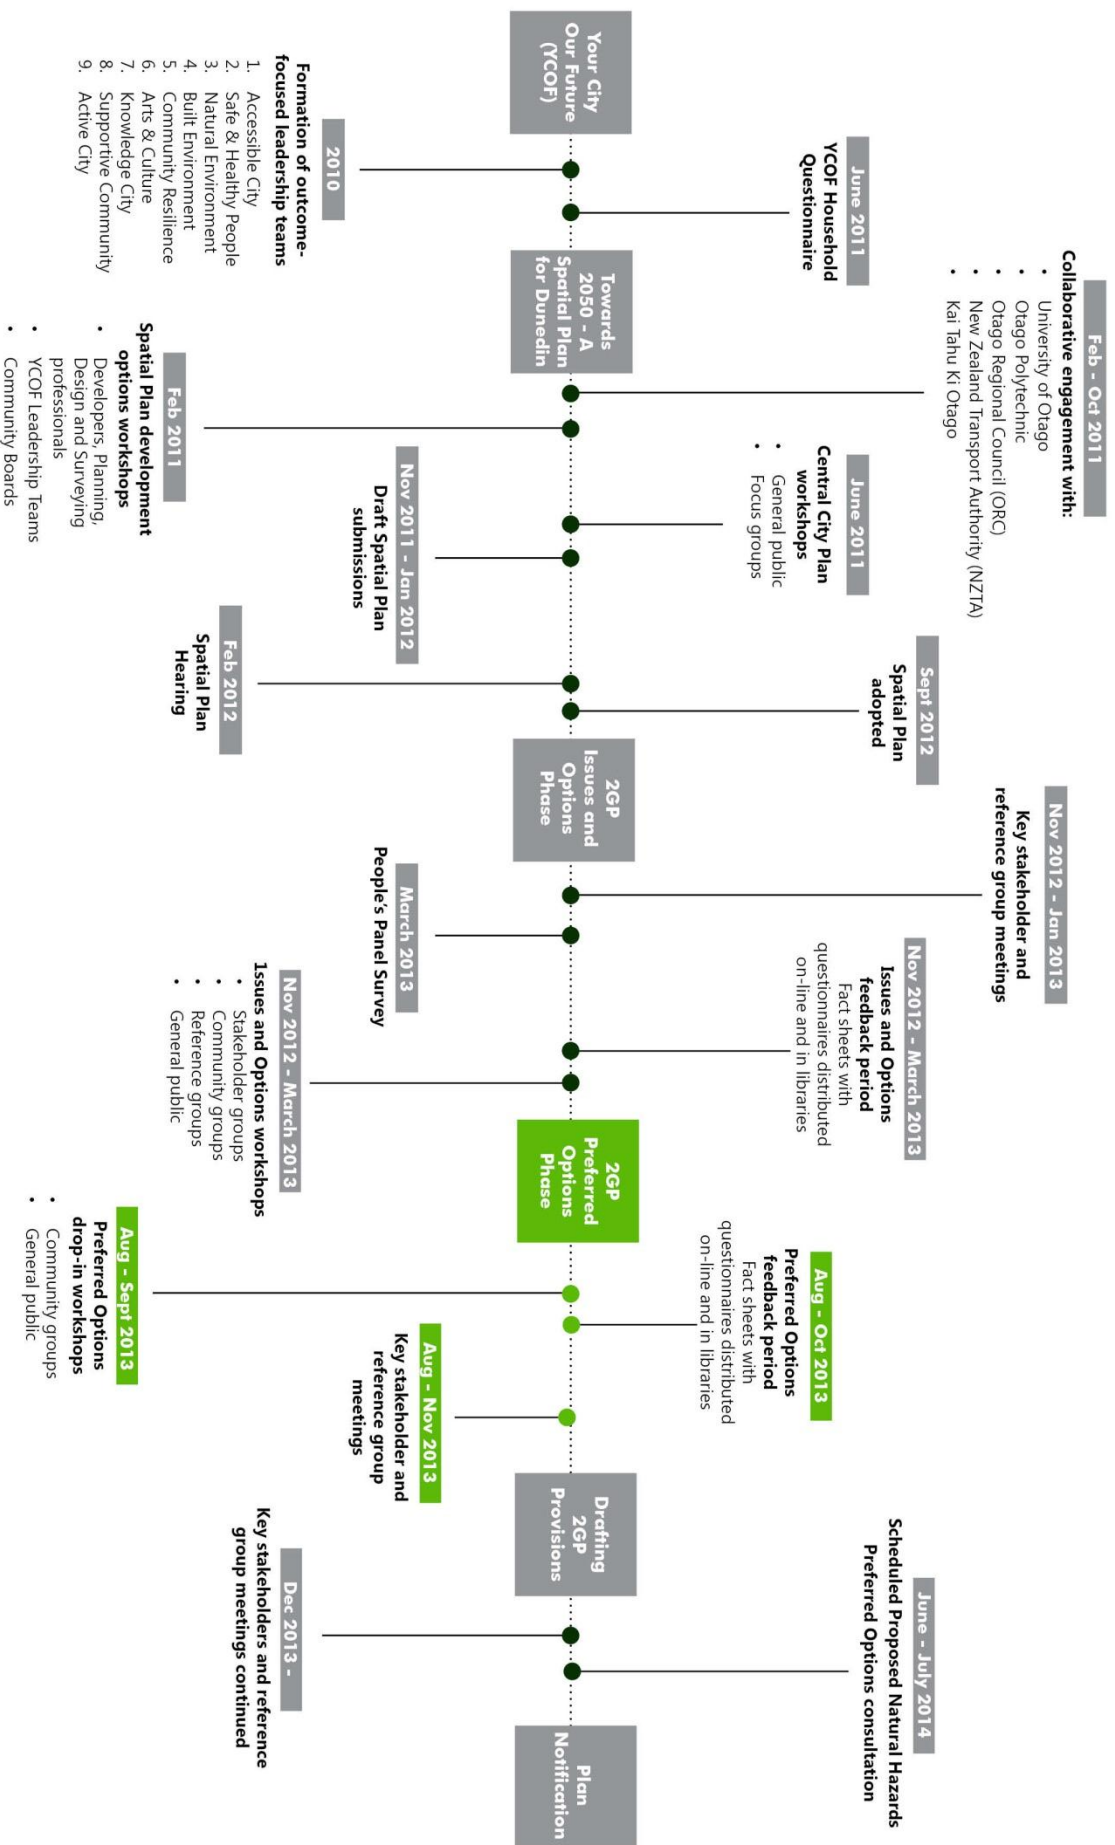 Your City
Our Future
(YCOF)
2010
Formation of outcome-
focused leadership teams
1. Accessible City
2. Safe & Healthy People
3. Natural Environment
4. Built Environment
5. Community Resilience
6. Arts & Culture
7. Knowledge City
8. Supportive Community
9. Active City
June 2011
YCOF Household
Questionnaire
Towards
2050 - A
Spatial Plan
for Dunedin
Feb - Oct 2011
Collaborative engagement with:
• University of Otago
• Otago Polytechnic
• Otago Regional Council (ORC)
• New Zealand Transport Authority (NZTA)
• Kai Tahu Ki Otago
Feb 2011
Spatial Plan development
options workshops
• Developers, Planning,
Design and Surveying
professionals
• YCOF Leadership Teams
• Community Boards
June 2011
Central City Plan
workshops
• General public
• Focus groups
Nov 2011 - Jan 2012
Draft Spatial Plan
submissions
Feb 2012
Spatial Plan
Hearing
Sept 2012
Spatial Plan
adopted
2GP
Issues and
Options
Phase
Nov 2012 - Jan 2013
Key stakeholder and
reference group meetings
March 2013
People's Panel Survey
Nov 2012 - March 2013
Issues and Options
feedback period
Fact sheets with
questionnaires distributed
on-line and in libraries
Nov 2012 - March 2013
1ssues and Options workshops
• Stakeholder groups
• Community groups
• Reference groups
• General public
2GP
Preferred
Options
Phase
Aug - Sept 2013
Preferred Options
drop-in workshops
• Community groups
• General public
Aug - Oct 2013
Preferred Options
feedback period
Fact sheets with
questionnaires distributed
on-line and in libraries
Aug - Nov 2013
Key stakeholder and
reference group
meetings
Drafting
2GP
Provisions
Dec 2013 -
Key stakeholders and reference
group meetings continued
June - July 2014
Scheduled Proposed Natural Hazards
Preferred Options consultation
Plan
Notification